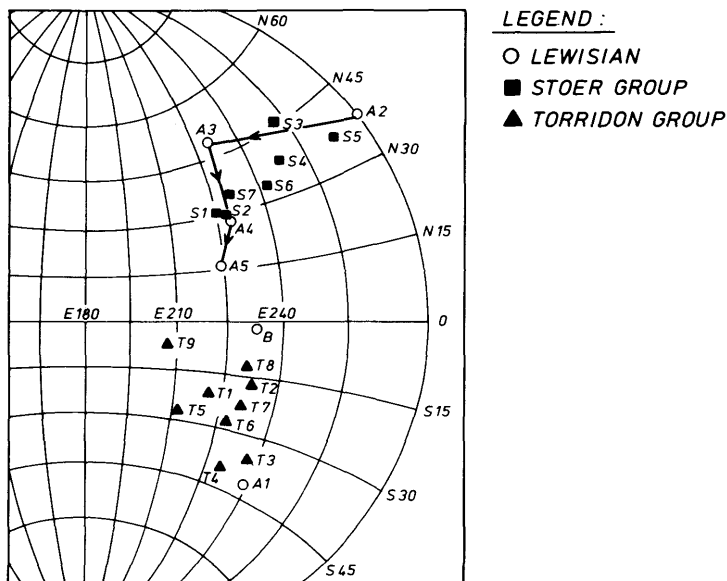 LEGEND :
LEWISIAN
STOER GROUP
TORRIDON GROUP
N60
N45
A2
S3
A3
S5
N30
S4
S6
S7
S1
S2
A4
N15
A5
E180
E210
E240
0
B
T9
T8
T2
T1
T7
T5
T6
S15
T3
T4
A1
S30
S45